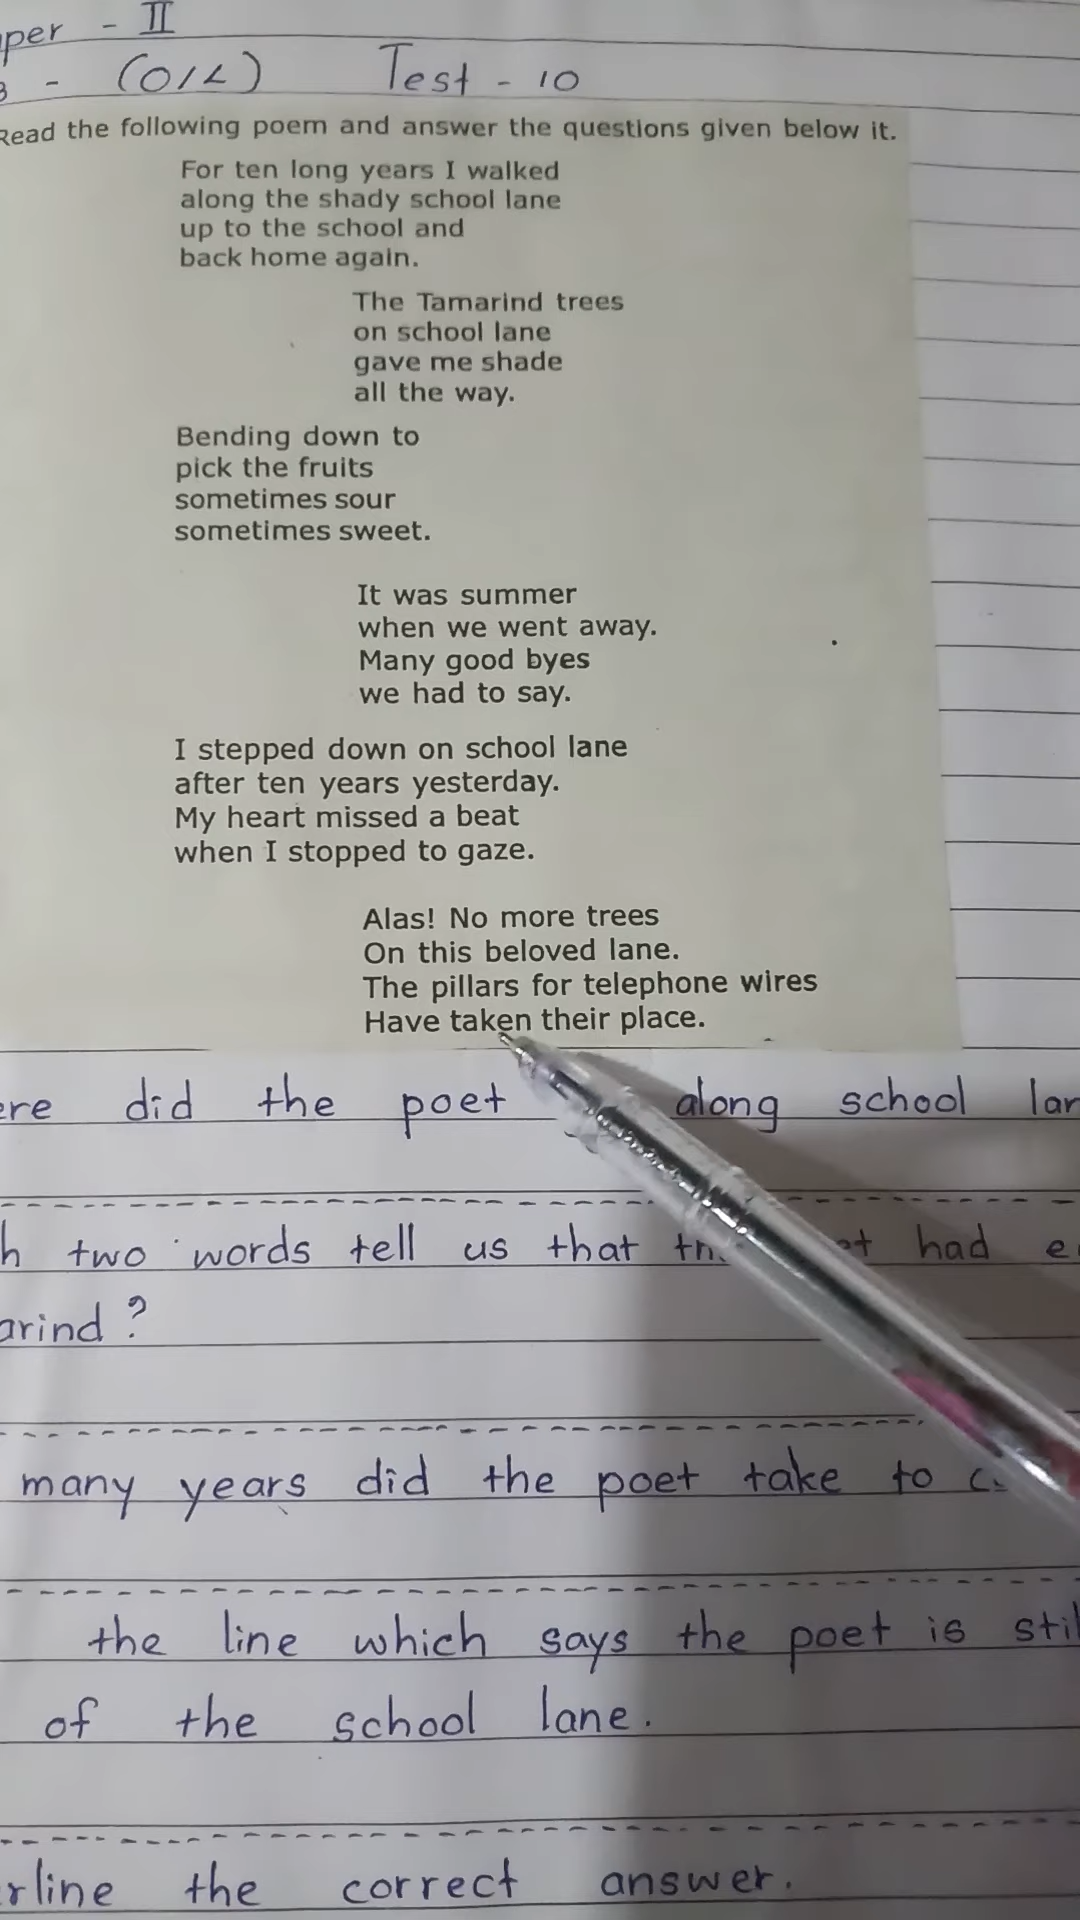 per - II
- (O/L) Test - 10
Read the following poem and answer the questions given below it.
For ten long years I walked
along the shady school lane
up to the school and
back home again.
The Tamarind trees
on school lane
gave me shade
all the way.
Bending down to
pick the fruits
sometimes sour
sometimes sweet.
It was summer
when we went away.
Many good byes
we had to say.
I stepped down on school lane
after ten years yesterday.
My heart missed a beat
when I stopped to gaze.
Alas! No more trees
On this beloved lane.
The pillars for telephone wires
Have taken their place.
ere did the poet along school lan
h two words tell us that had
arind ?
many years did the poet take to
the line which says the poet is stil
of the school lane.
rline the correct answer.